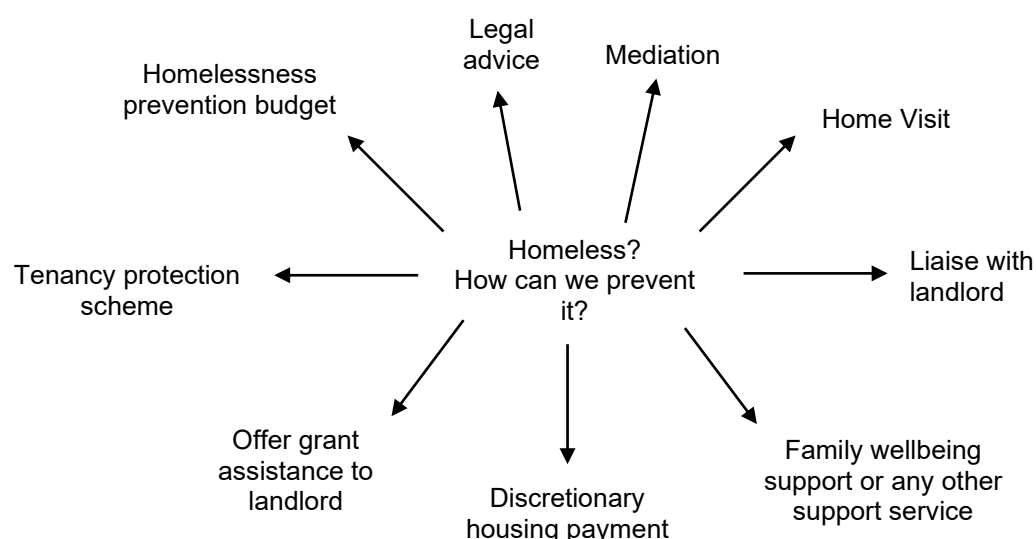 Legal
advice
Mediation
Homelessness
prevention budget
Home Visit
Homeless?
How can we prevent
it?
Tenancy protection
scheme
Liaise with
landlord
Offer grant
assistance to
landlord
Discretionary
housing payment
Family wellbeing
support or any other
support service